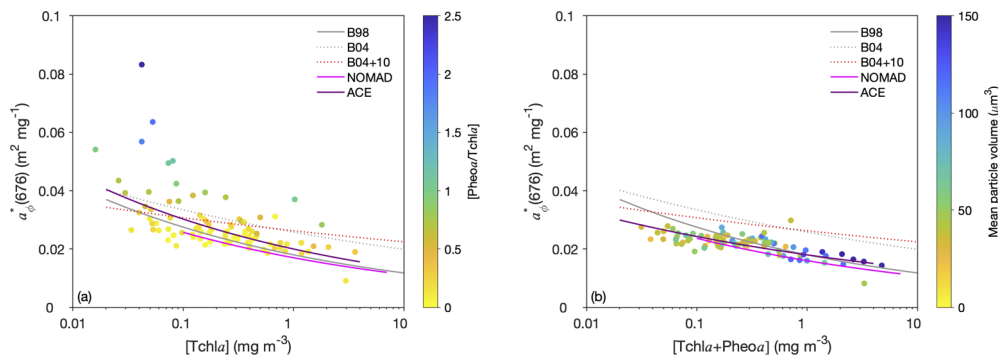 0.1
0.08
0.06
0.04
0.02
0
a*ϕ(676) (m² mg⁻¹)
0.01
0.1
1
10
[Tchla] (mg m⁻³)
(a)
B98
B04
B04+10
NOMAD
ACE
2.5
2
1.5
1
0.5
0
[Pheoa/Tchla]
0.1
0.08
0.06
0.04
0.02
0
a*ϕ(676) (m² mg⁻¹)
0.01
0.1
1
10
[Tchla+Pheoa] (mg m⁻³)
(b)
B98
B04
B04+10
NOMAD
ACE
150
100
50
0
Mean particle volume (μm³)